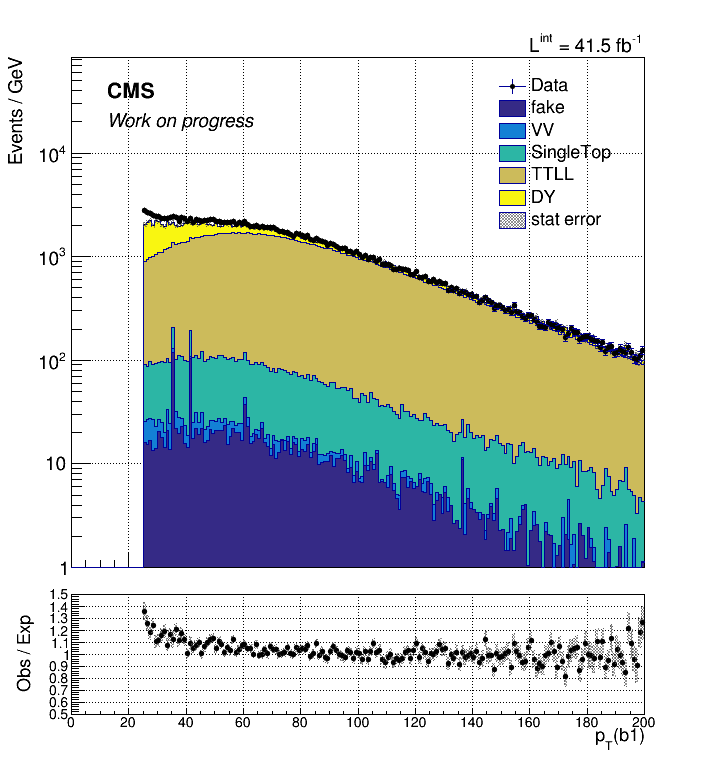 L^int = 41.5 fb^-1
Events / GeV
CMS
Work on progress
Data
fake
VV
SingleTop
TTLL
DY
stat error
10^4
10^3
10^2
10
1
Obs / Exp
1.5
1.4
1.3
1.2
1.1
1
0.9
0.8
0.7
0.6
0.5
0 20 40 60 80 100 120 140 160 180 200
p_T(b1)